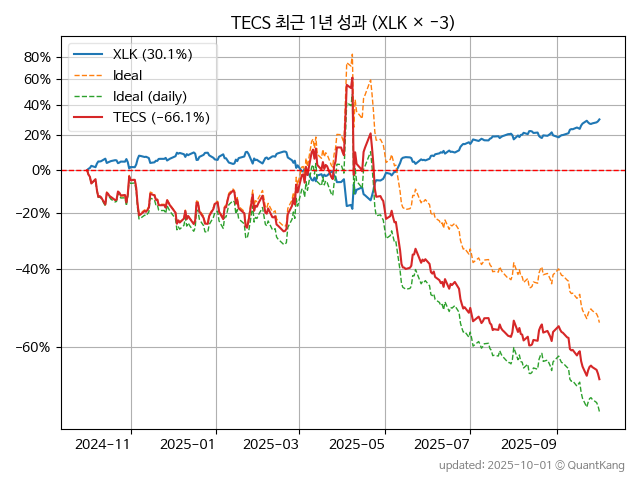 TECS 최근 1년 성과 (XLK × -3)
XLK (30.1%)
Ideal
Ideal (daily)
TECS (-66.1%)
80%
60%
40%
20%
0%
-20%
-40%
-60%
2024-11 2025-01 2025-03 2025-05 2025-07 2025-09
updated: 2025-10-01 © QuantKang